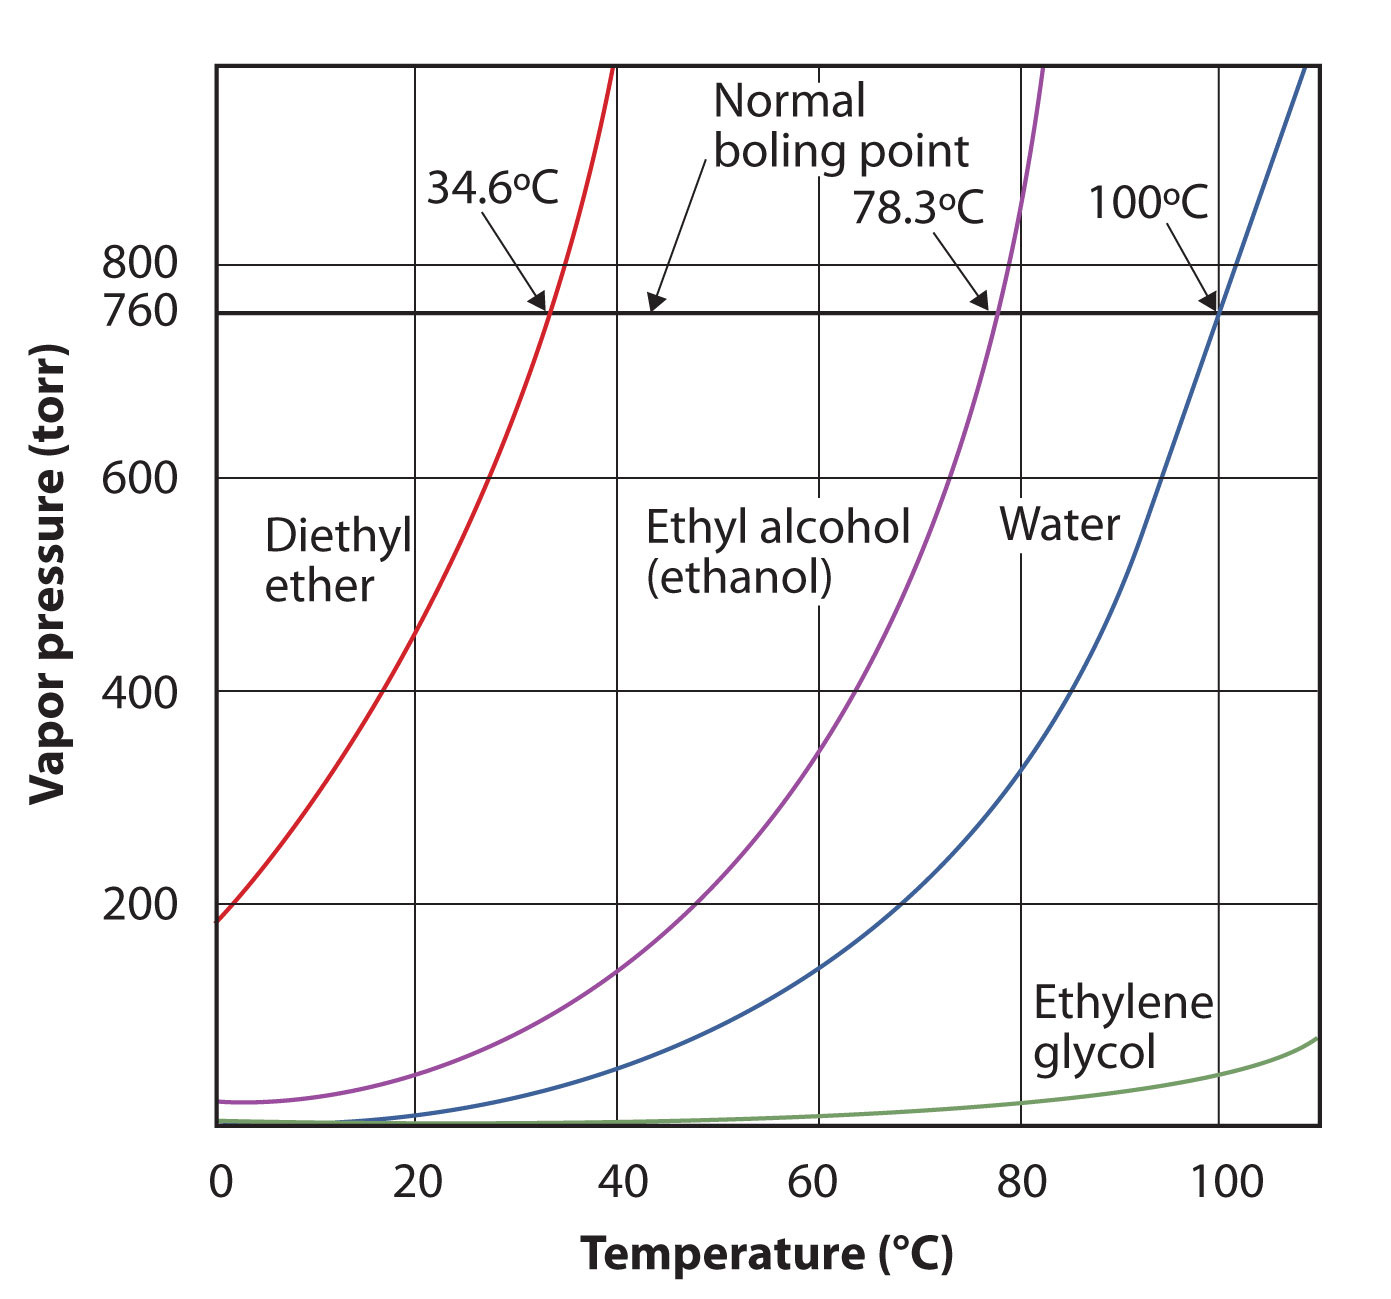 Normal
boling point
34.6ºC
78.3ºC
100ºC
800
760
600
400
200
Vapor pressure (torr)
Diethyl
ether
Ethyl alcohol
(ethanol)
Water
Ethylene
glycol
0 20 40 60 80 100
Temperature (°C)